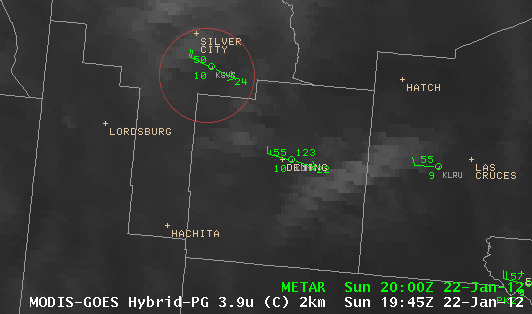 SILVER
CITY
50
10
24
HATCH
LORDSBURG
55 123
DEMING
10
55
9 KLRU
LAS
CRUCES
HACHITA
57
METAR Sun 20:00Z 22-Jan-12
MODIS-GOES Hybrid-PG 3.9u (C) 2km Sun 19:45Z 22-Jan-12